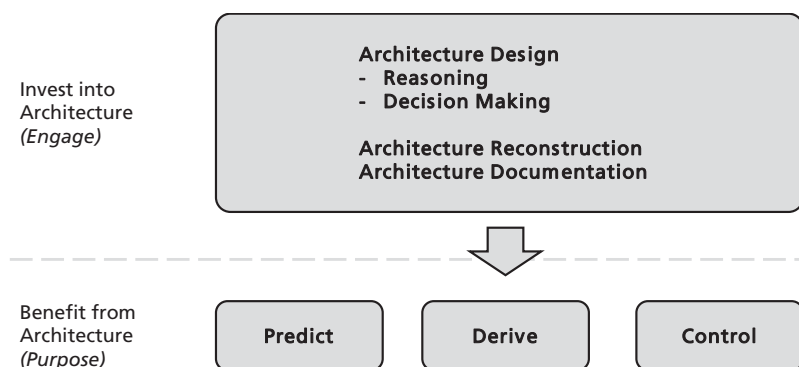 Invest into
Architecture
(Engage)
Architecture Design
- Reasoning
- Decision Making
Architecture Reconstruction
Architecture Documentation
Benefit from
Architecture
(Purpose)
Predict
Derive
Control